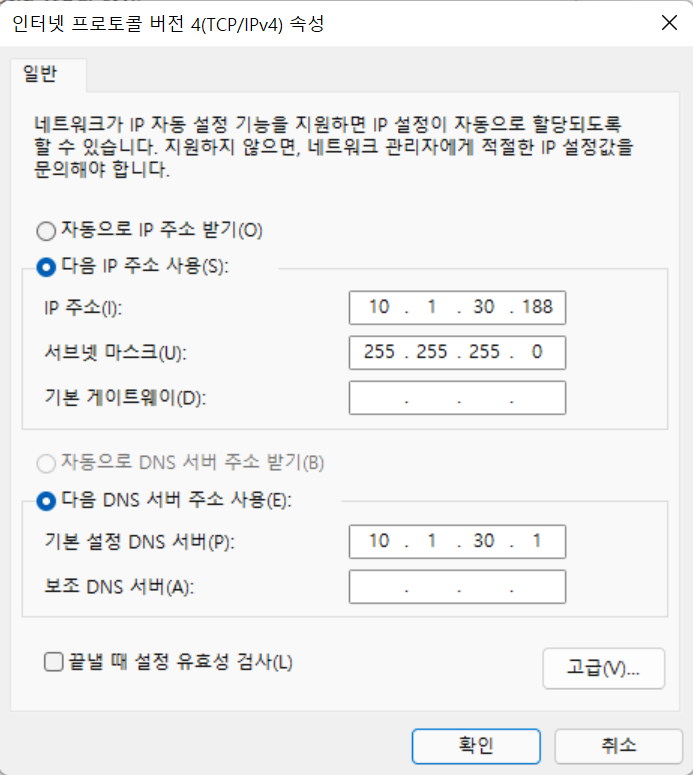 인터넷 프로토콜 버전 4(TCP/IPv4) 속성
일반
네트워크가 IP 자동 설정 기능을 지원하면 IP 설정이 자동으로 할당되도록
할 수 있습니다. 지원하지 않으면, 네트워크 관리자에게 적절한 IP 설정값을
문의해야 합니다.
자동으로 IP 주소 받기(O)
다음 IP 주소 사용(S):
IP 주소(I): 10 . 1 . 30 . 188
서브넷 마스크(U): 255 . 255 . 255 . 0
기본 게이트웨이(D): . . .
자동으로 DNS 서버 주소 받기(B)
다음 DNS 서버 주소 사용(E):
기본 설정 DNS 서버(P): 10 . 1 . 30 . 1
보조 DNS 서버(A): . . .
끝낼 때 설정 유효성 검사(L)
고급(V)...
확인 취소